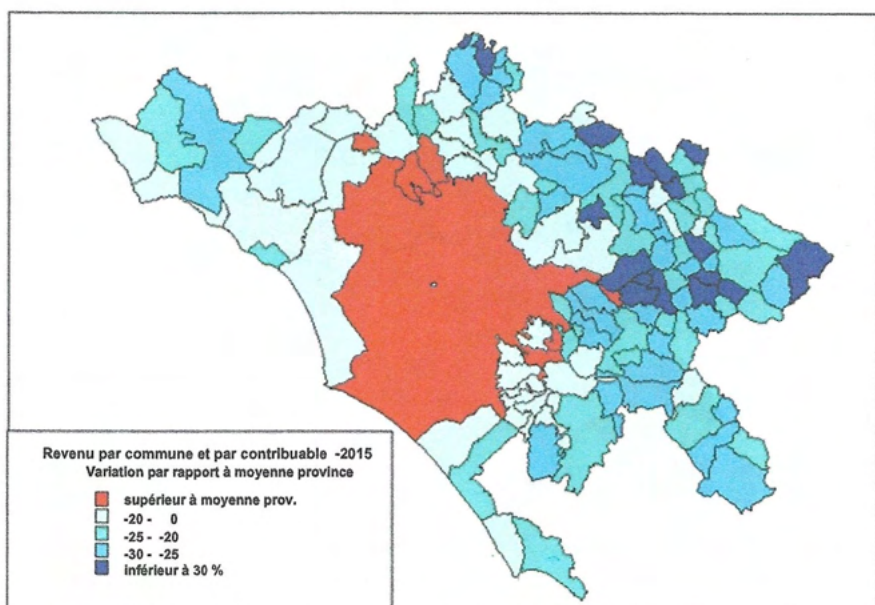 Revenu par commune et par contribuable -2015
Variation par rapport à moyenne province
supérieur à moyenne prov.
-20 - 0
-25 - -20
-30 - -25
inférieur à 30 %